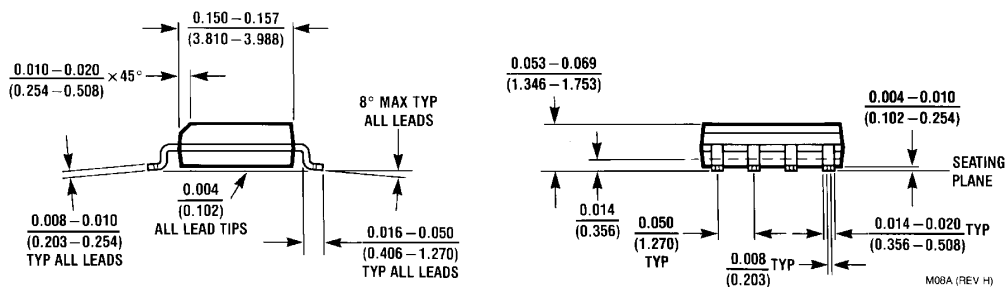 0.150–0.157
(3.810–3.988)
0.010–0.020 × 45°
(0.254–0.508)
8° MAX TYP
ALL LEADS
0.008–0.010
(0.203–0.254)
TYP ALL LEADS
0.004
(0.102)
ALL LEAD TIPS
0.016–0.050
(0.406–1.270)
TYP ALL LEADS
0.053–0.069
(1.346–1.753)
0.004–0.010
(0.102–0.254)
SEATING
PLANE
0.014
(0.356)
0.050
(1.270)
TYP
0.008 TYP
(0.203)
0.014–0.020 TYP
(0.356–0.508)
M08A (REV H)